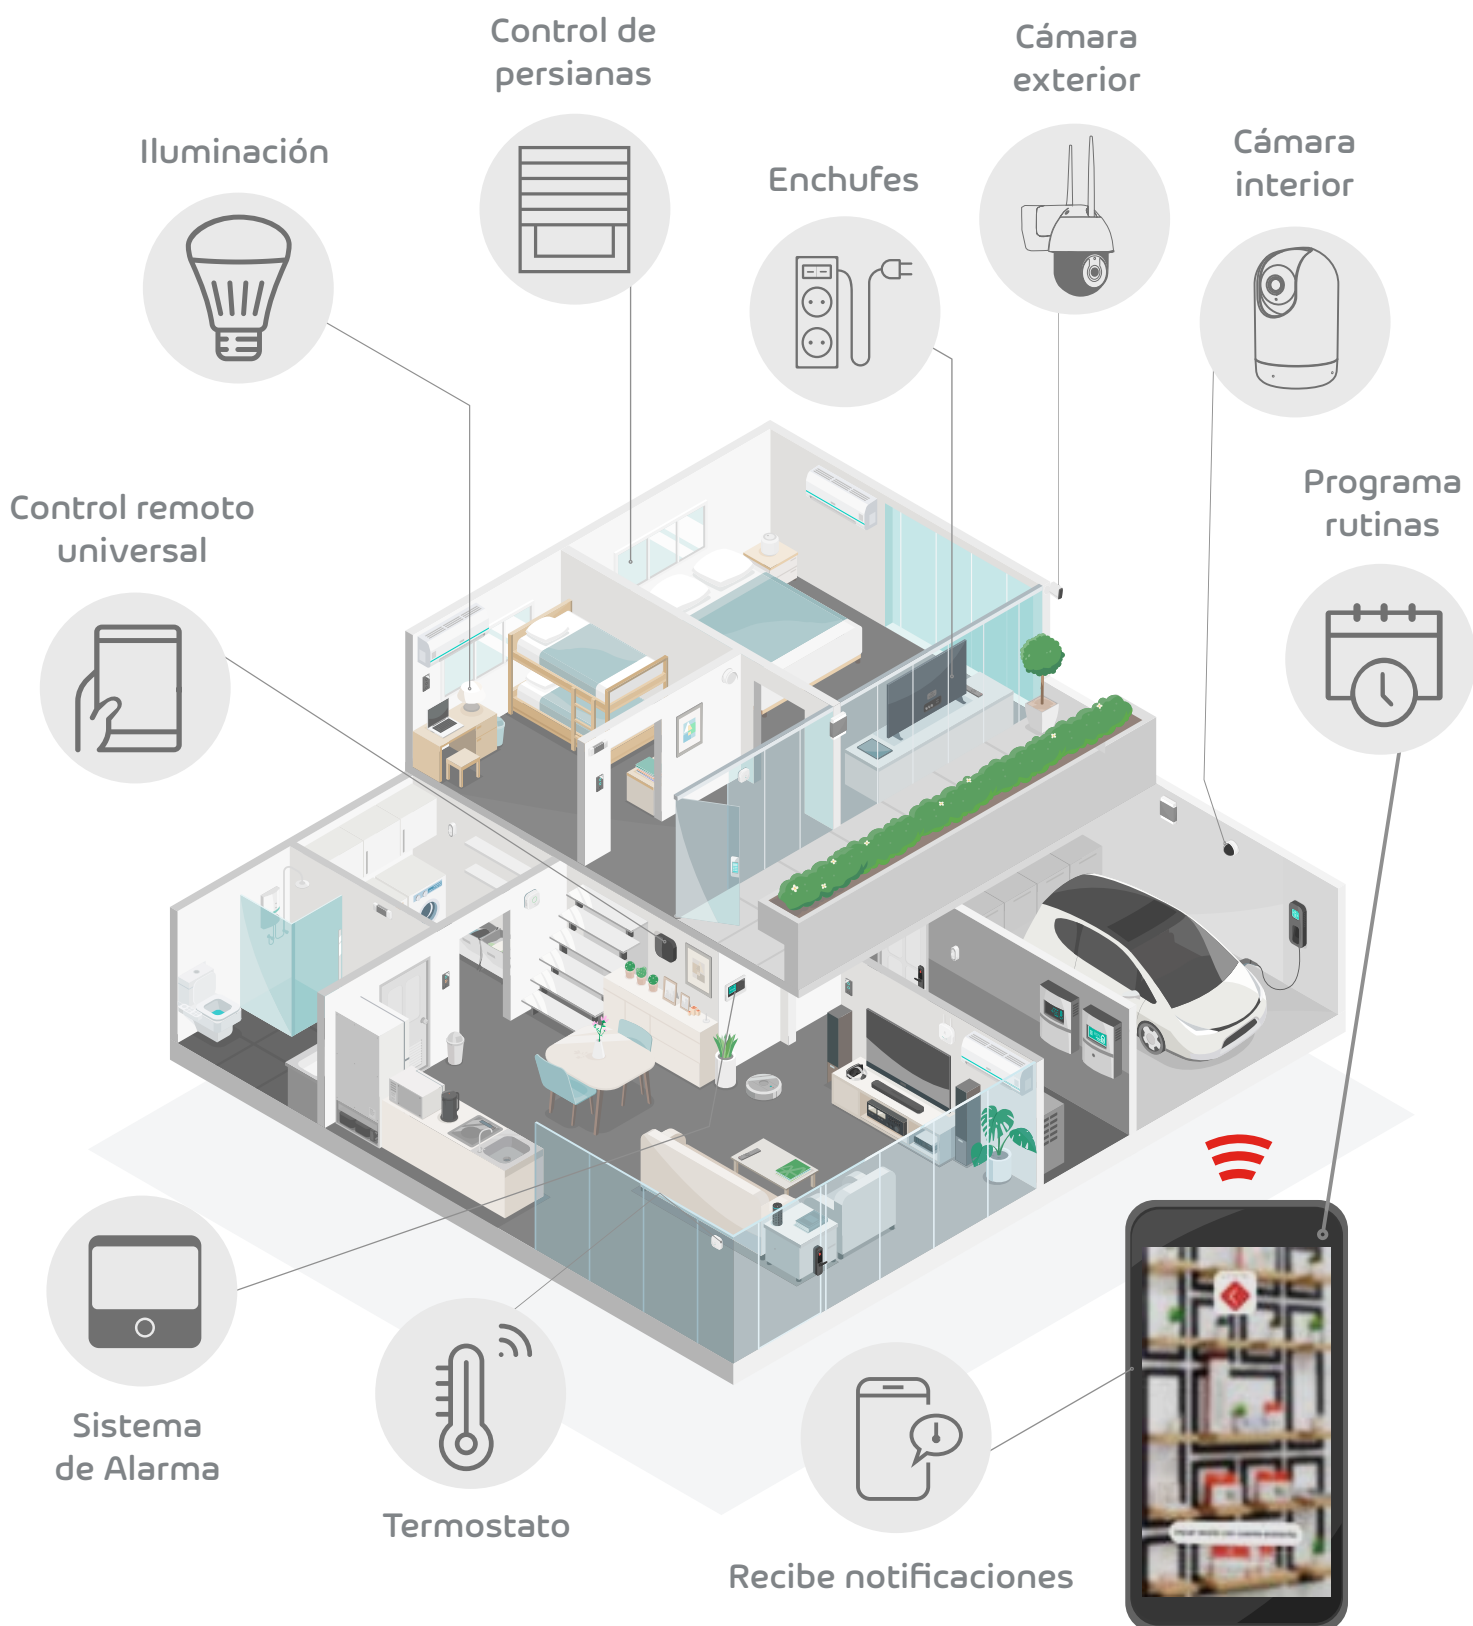 Control de
persianas
Cámara
exterior
Iluminación
Enchufes
Cámara
interior
Control remoto
universal
Programa
rutinas
Sistema
de Alarma
Termostato
Recibe notificaciones